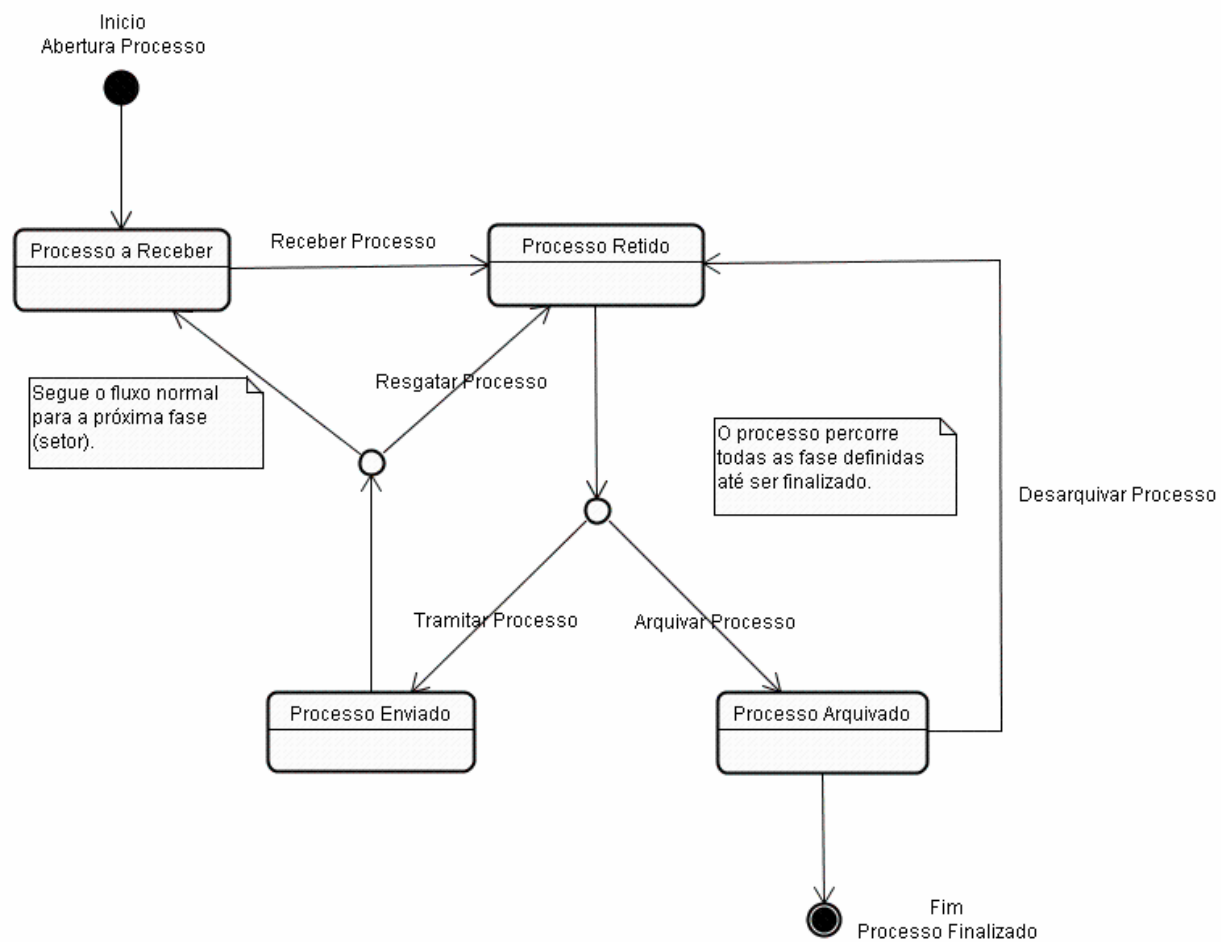 Inicio
Abertura Processo
Processo a Receber
Receber Processo
Processo Retido
Resgatar Processo
Segue o fluxo normal
para a próxima fase
(setor).
O processo percorre
todas as fase definidas
até ser finalizado.
Desarquivar Processo
Tramitar Processo
Arquivar Processo
Processo Enviado
Processo Arquivado
Fim
Processo Finalizado